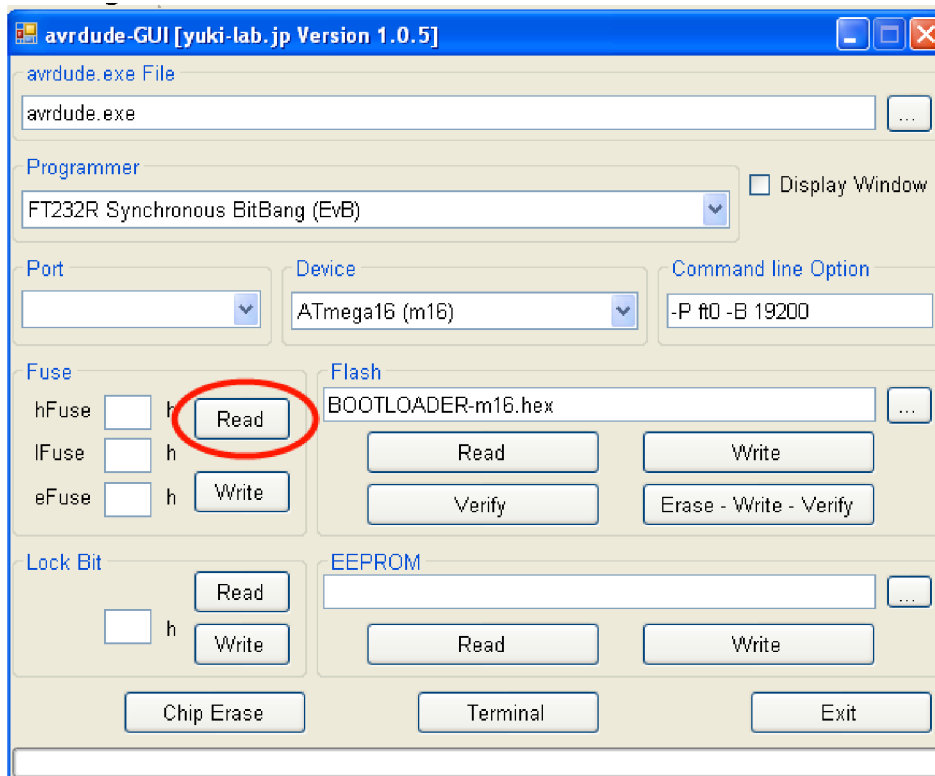 avrdude-GUI [yuki-lab.jp Version 1.0.5]
avrdude.exe File
avrdude.exe
...
Programmer
FT232R Synchronous BitBang (EvB)
Display Window
Port
Device
Command line Option
ATmega16 (m16)
-P ft0 -B 19200
Fuse
hFuse h
Read
lFuse h
eFuse h
Write
Flash
BOOTLOADER-m16.hex
...
Read
Write
Verify
Erase - Write - Verify
Lock Bit
Read
h
Write
EEPROM
...
Read
Write
Chip Erase
Terminal
Exit